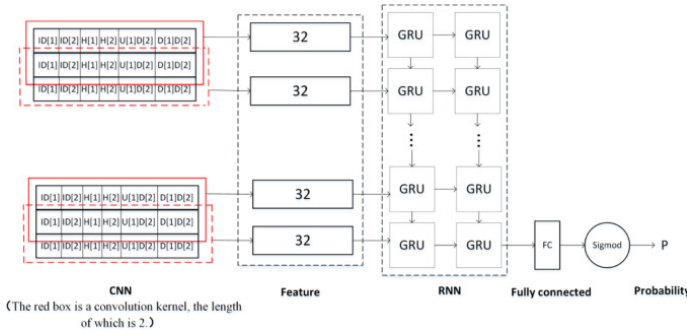 ID[1] ID[2] H[1] H[2] U[1]D[2] D[1]D[2]
32
GRU GRU
ID[1] ID[2] H[1] H[2] U[1]D[2] D[1]D[2]
ID[1] ID[2] H[1] H[2] U[1]D[2] D[1]D[2]
32
GRU GRU
ID[1] ID[2] H[1] H[2] U[1]D[2] D[1]D[2]
32
GRU GRU
ID[1] ID[2] H[1] H[2] U[1]D[2] D[1]D[2]
ID[1] ID[2] H[1] H[2] U[1]D[2] D[1]D[2]
32
GRU GRU
FC
Sigmod
P
CNN
Feature
RNN
Fully connected
Probability
(The red box is a convolution kernel, the length
of which is 2.)